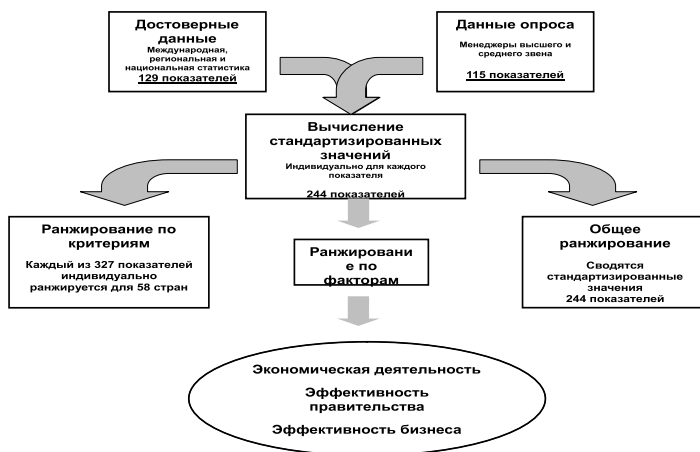 Достоверные
данные
Международная,
региональная и
национальная статистика
129 показателей
Данные опроса
Менеджеры высшего и
среднего звена
115 показателей
Вычисление
стандартизированных
значений
Индивидуально для каждого
показателя
244 показателей
Ранжирование по
критериям
Каждый из 327 показателей
индивидуально
ранжируется для 58 стран
Ранжировани
е по
факторам
Общее
ранжирование
Сводятся
стандартизированные
значения
244 показателей
Экономическая деятельность
Эффективность
правительства
Эффективность бизнеса